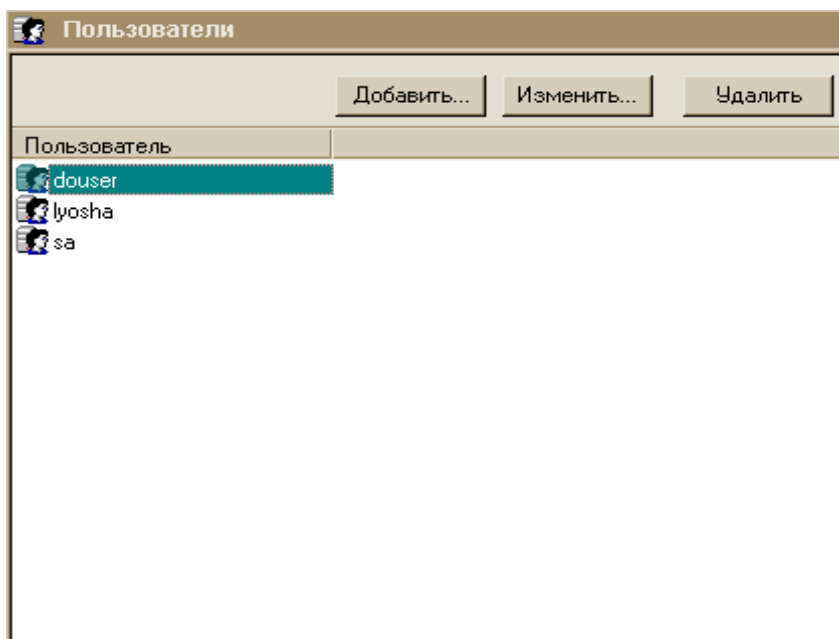 Пользователи
Добавить... Изменить... Удалить
Пользователь
douser
lyosha
sa